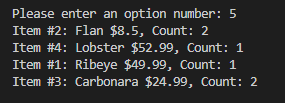 Please enter an option number: 5
Item #2: Flan $8.5, Count: 2
Item #4: Lobster $52.99, Count: 1
Item #1: Ribeye $49.99, Count: 1
Item #3: Carbonara $24.99, Count: 2